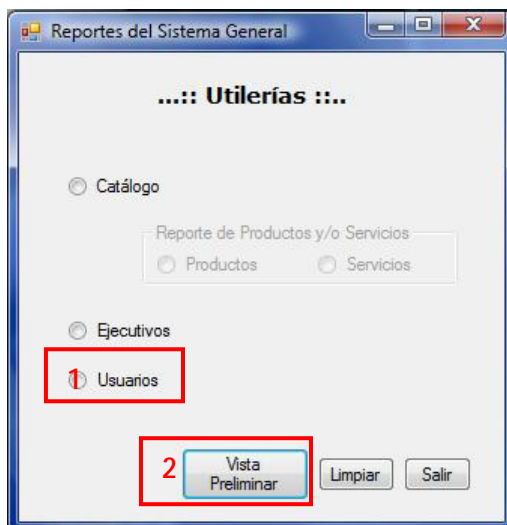 Reportes del Sistema General
...:: Utilerías ::..
Catálogo
Reporte de Productos y/o Servicios
Productos Servicios
Ejecutivos
1 Usuarios
2 Vista Preliminar Limpiar Salir